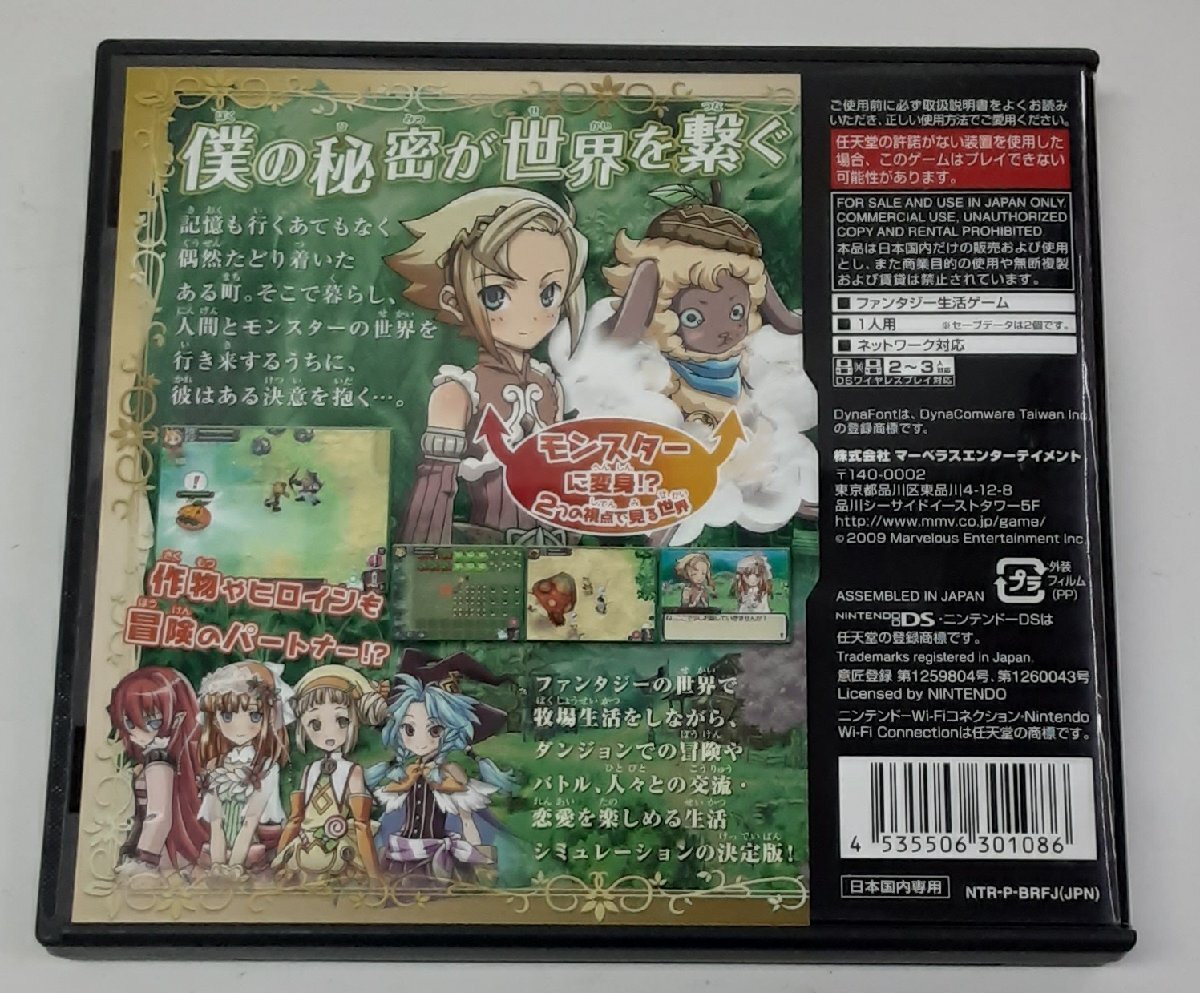 僕の秘密が世界を繋ぐ
記憶も行くあてもなく
偶然たどり着いた
ある町。そこで暮らし、
人間とモンスターの世界を
行き来するうちに、
彼はある決意を抱く…。
モンスター
に変身!?
2つの視点で見る世界
作物やヒロインも
冒険のパートナー!?
ファンタジーの世界で
牧場生活をしながら、
ダンジョンでの冒険や
バトル、人々との交流・
恋愛を楽しめる生活
シミュレーションの決定版!
ご使用前に必ず取扱説明書をよくお読み
いただき、正しい使用方法でご愛用ください。
任天堂の許諾がない装置を使用した
場合、このゲームはプレイできない
可能性があります。
FOR SALE AND USE IN JAPAN ONLY.
COMMERCIAL USE, UNAUTHORIZED
COPY AND RENTAL PROHIBITED.
本品は日本国内だけの販売および使用
とし、また商業目的の使用や無断複製
および賃貸は禁止されています。
ファンタジー生活ゲーム
1人用 ※セーブデータは2個です。
ネットワーク対応
2~3人対応
DSワイヤレスプレイ対応
DynaFontは、DynaComware Taiwan Inc.
の登録商標です。
株式会社 マーベラスエンターテイメント
〒140-0002
東京都品川区東品川4-12-8
品川シーサイドイーストタワー5F
http://www.mmv.co.jp/game/
©2009 Marvelous Entertainment Inc.
プラ 外装フィルム(PP)
ASSEMBLED IN JAPAN
NINTENDO DS・ニンテンドーDSは
任天堂の登録商標です。
Trademarks registered in Japan.
意匠登録 第1259804号、第1260043号
Licensed by NINTENDO
ニンテンドーWi-Fiコネクション・Nintendo
Wi-Fi Connectionは任天堂の商標です。
4 535506 301086
日本国内専用 NTR-P-BRFJ(JPN)